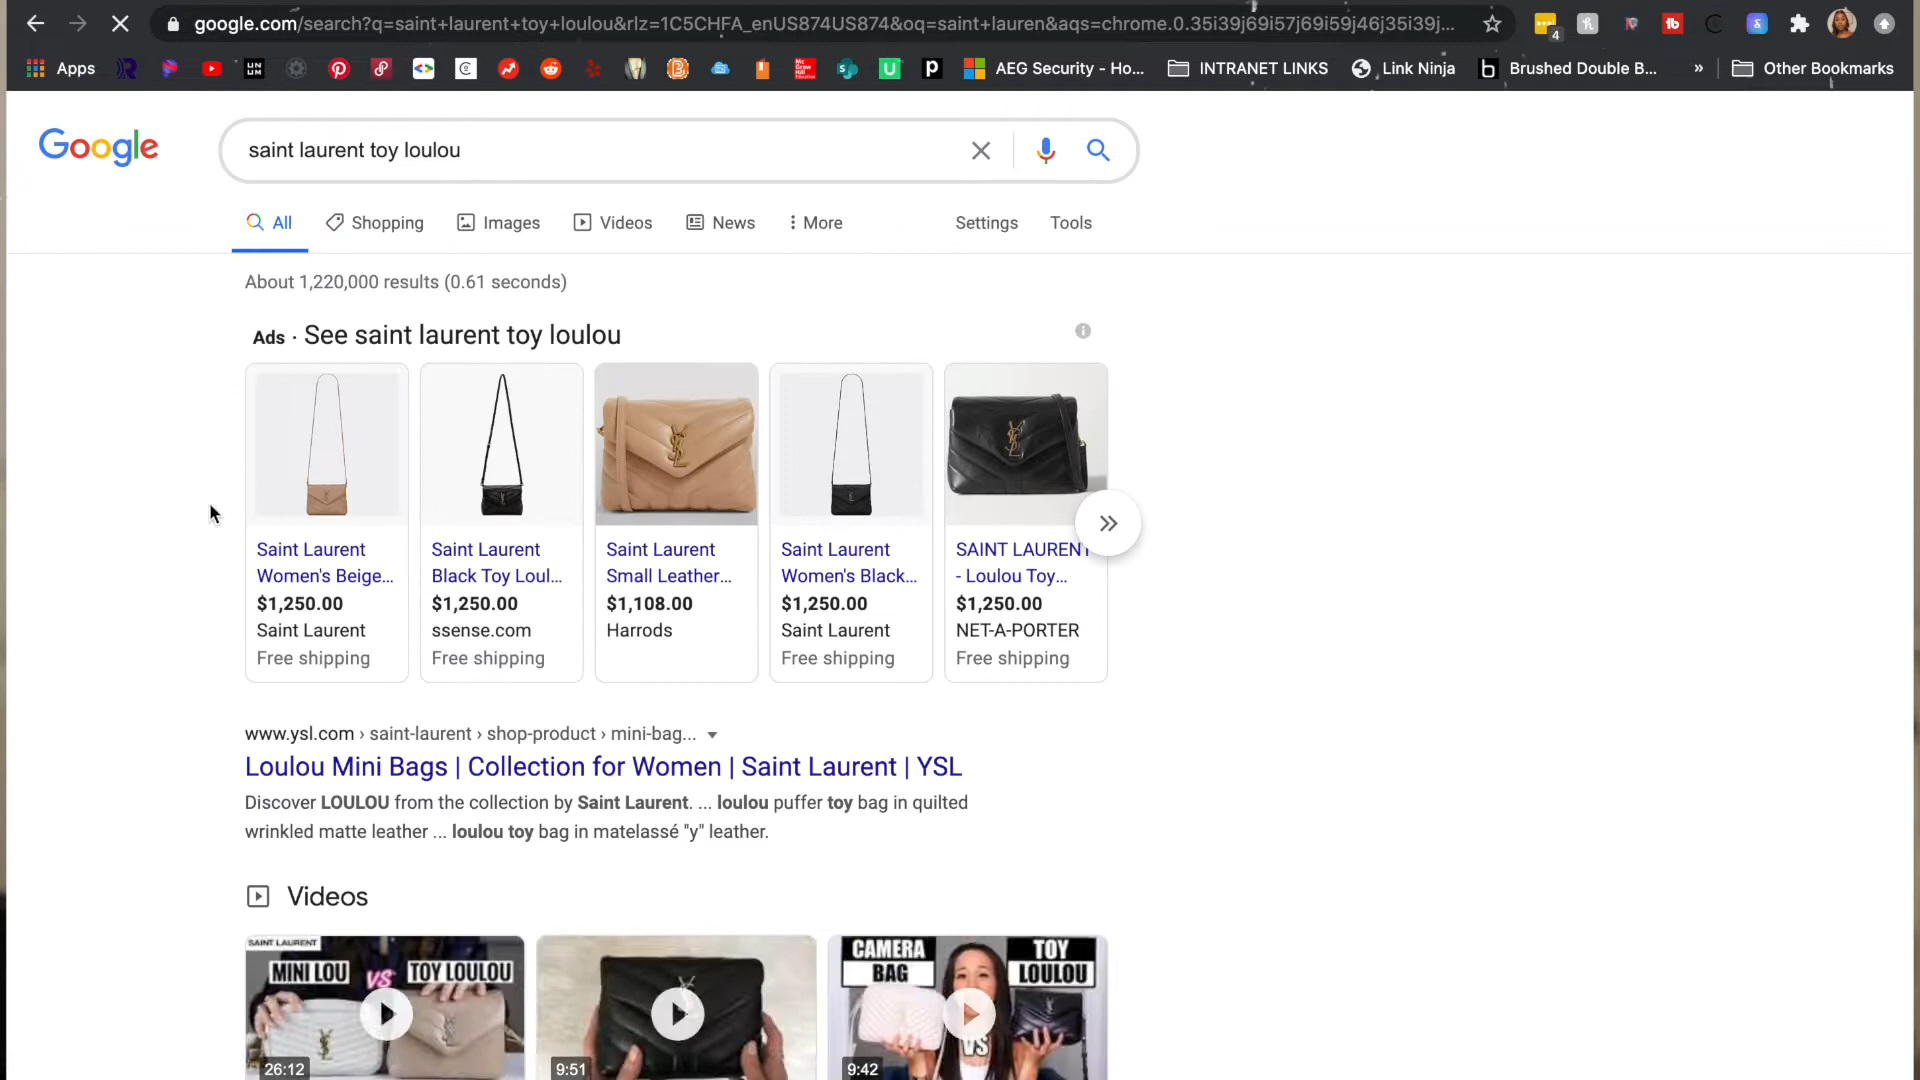 google.com/search?q=saint+laurent+toy+loulou&rlz=1C5CHFA_enUS874US874&oq=saint+lauren&aqs=chrome.0.35i39j69i57j69i59j46j35i39j...
4
Apps
AEG Security - Ho...
INTRANET LINKS
Link Ninja
Brushed Double B...
»
Other Bookmarks
Google
saint laurent toy loulou
All
Shopping
Images
Videos
News
More
Settings
Tools
About 1,220,000 results (0.61 seconds)
Ads · See saint laurent toy loulou
Saint Laurent
Women's Beige...
$1,250.00
Saint Laurent
Free shipping
Saint Laurent
Black Toy Loul...
$1,250.00
ssense.com
Free shipping
Saint Laurent
Small Leather...
$1,108.00
Harrods
Saint Laurent
Women's Black...
$1,250.00
Saint Laurent
Free shipping
SAINT LAURENT
- Loulou Toy...
$1,250.00
NET-A-PORTER
Free shipping
www.ysl.com › saint-laurent › shop-product › mini-bag...
Loulou Mini Bags | Collection for Women | Saint Laurent | YSL
Discover LOULOU from the collection by Saint Laurent. ... loulou puffer toy bag in quilted
wrinkled matte leather ... loulou toy bag in matelassé "y" leather.
Videos
SAINT LAURENT
MINI LOU VS TOY LOULOU
26:12
9:51
CAMERA BAG
TOY LOULOU
VS
9:42